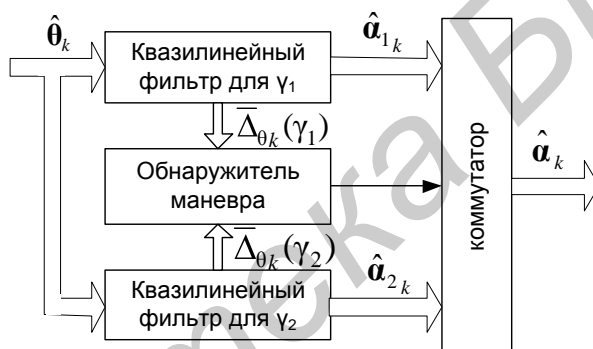 θ̂ₖ
Квазилинейный
фильтр для γ₁
α̂₁ₖ
Δ̄θₖ(γ₁)
Обнаружитель
маневра
коммутатор
α̂ₖ
Δ̄θₖ(γ₂)
Квазилинейный
фильтр для γ₂
α̂₂ₖ